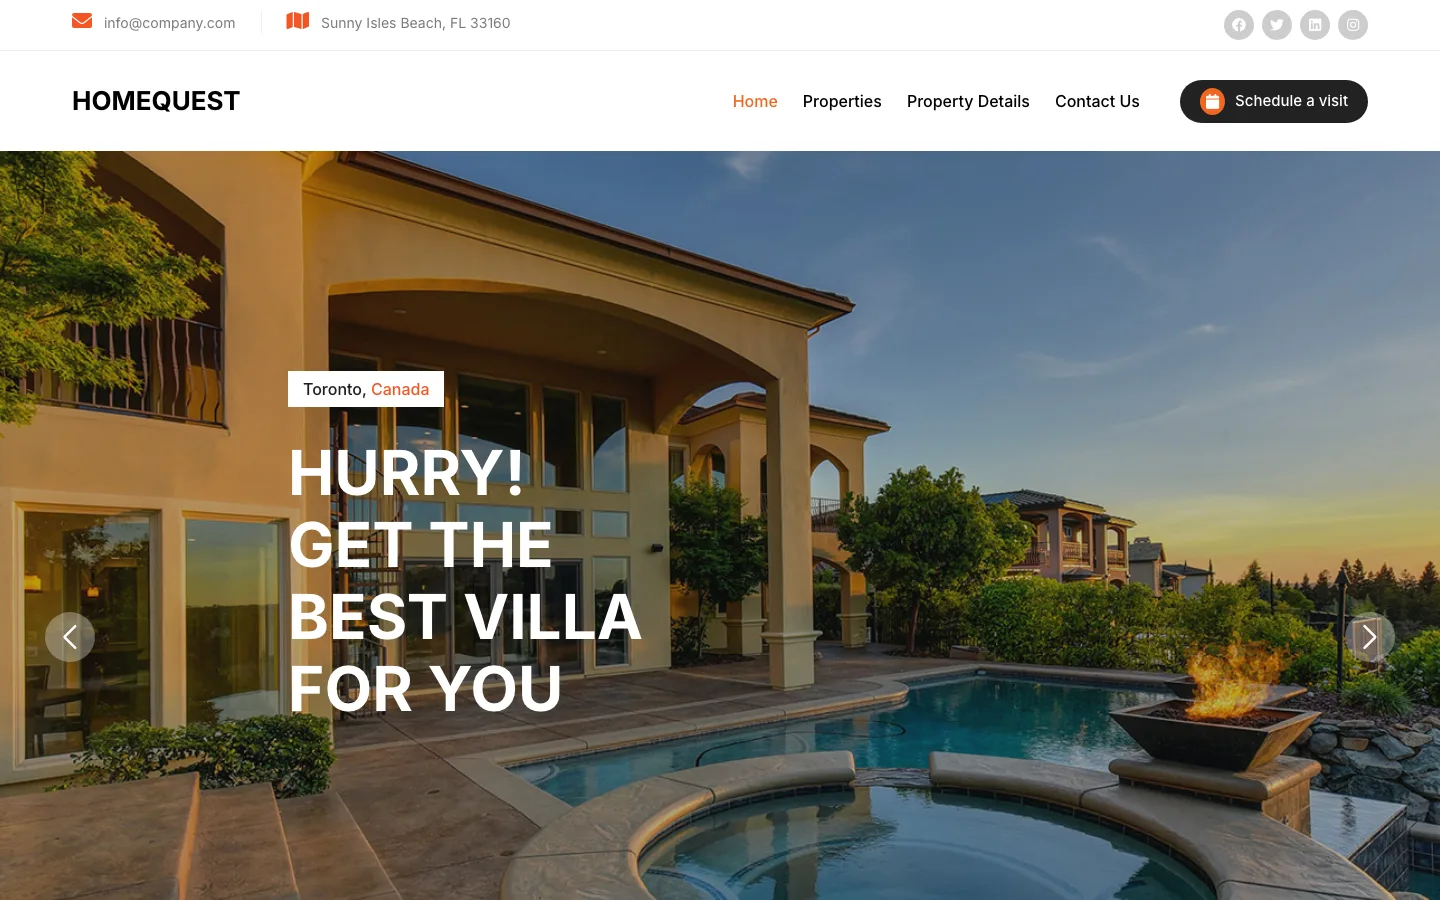 info@company.com
Sunny Isles Beach, FL 33160
HOMEQUEST
Home
Properties
Property Details
Contact Us
Schedule a visit
Toronto, Canada
HURRY!
GET THE
BEST VILLA
FOR YOU